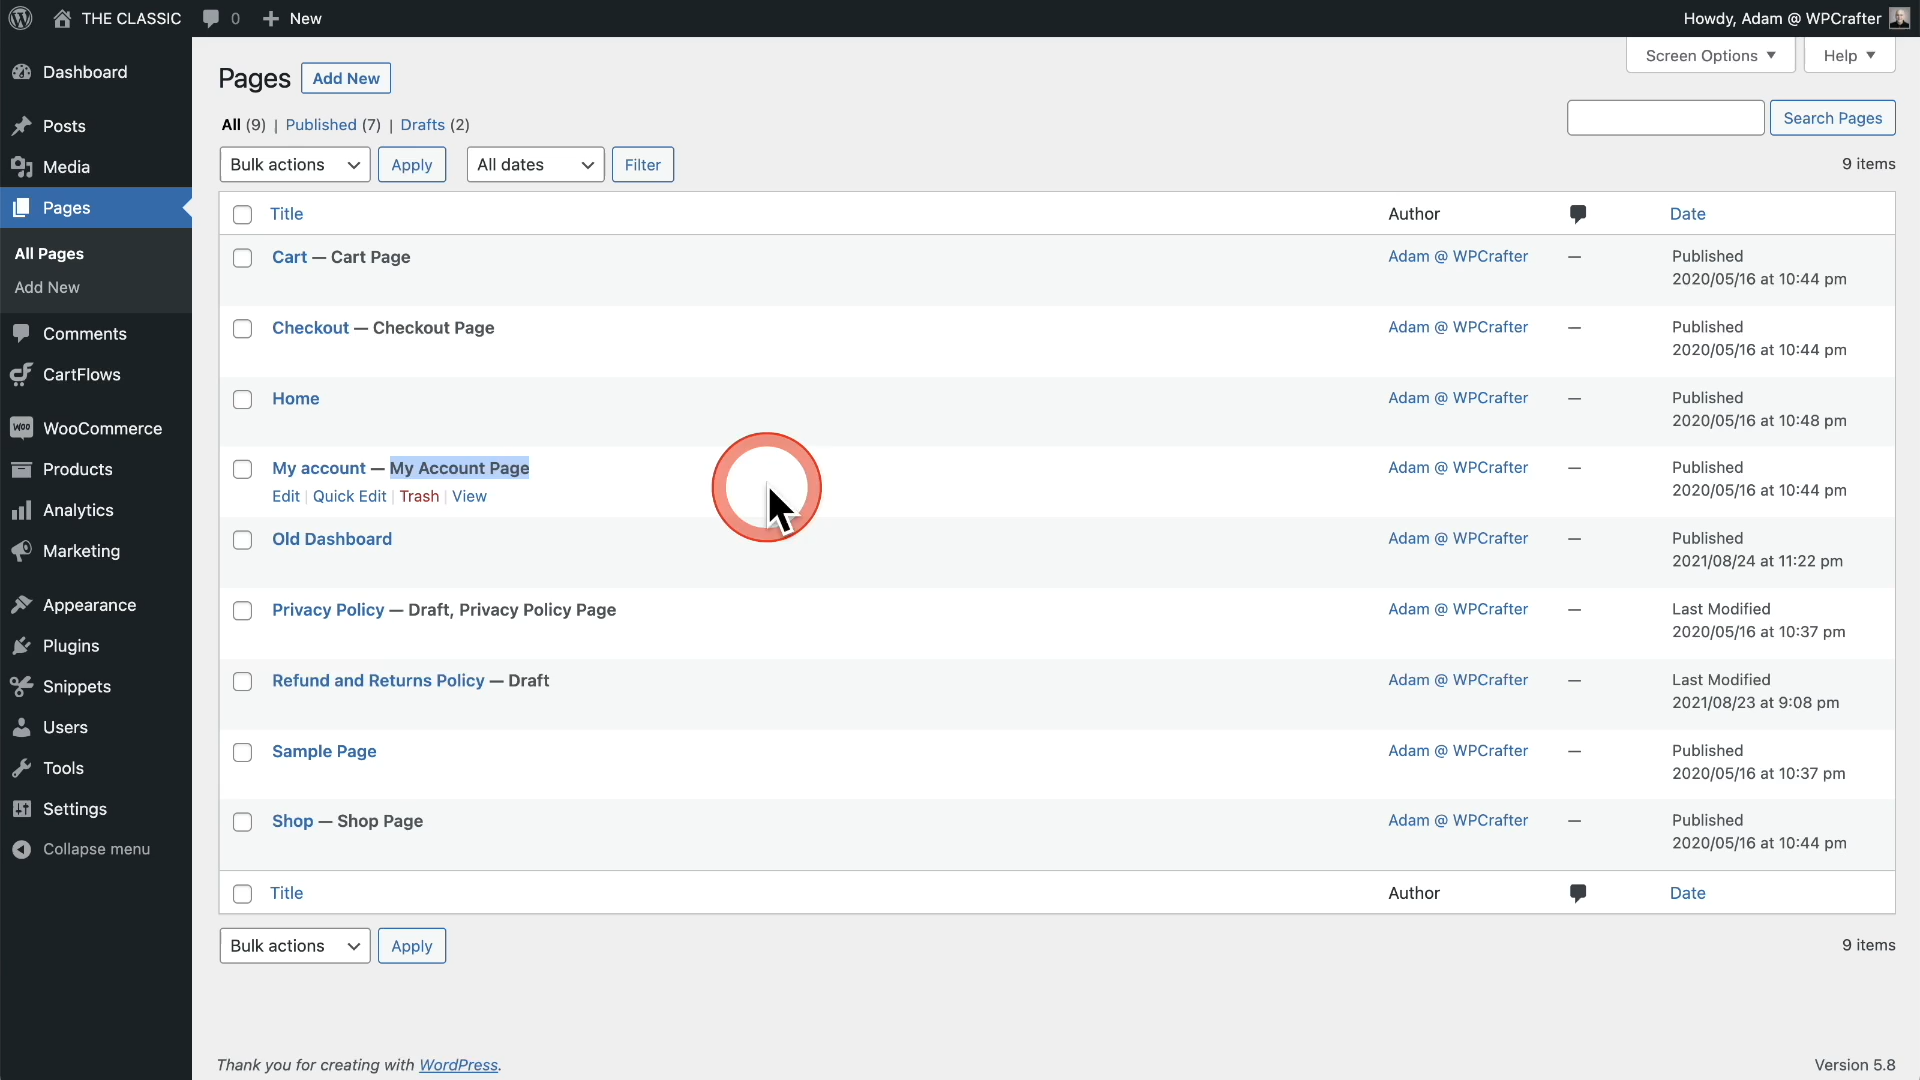 THE CLASSIC 0 New Howdy, Adam @ WPCrafter
Screen Options Help
Dashboard
Posts
Media
Pages
All Pages
Add New
Comments
CartFlows
WooCommerce
Products
Analytics
Marketing
Appearance
Plugins
Snippets
Users
Tools
Settings
Collapse menu
Pages Add New
All (9) | Published (7) | Drafts (2)
Search Pages
Bulk actions Apply All dates Filter 9 items
Title Author Date
Cart — Cart Page Adam @ WPCrafter — Published
2020/05/16 at 10:44 pm
Checkout — Checkout Page Adam @ WPCrafter — Published
2020/05/16 at 10:44 pm
Home Adam @ WPCrafter — Published
2020/05/16 at 10:48 pm
My account — My Account Page Adam @ WPCrafter — Published
Edit | Quick Edit | Trash | View 2020/05/16 at 10:44 pm
Old Dashboard Adam @ WPCrafter — Published
2021/08/24 at 11:22 pm
Privacy Policy — Draft, Privacy Policy Page Adam @ WPCrafter — Last Modified
2020/05/16 at 10:37 pm
Refund and Returns Policy — Draft Adam @ WPCrafter — Last Modified
2021/08/23 at 9:08 pm
Sample Page Adam @ WPCrafter — Published
2020/05/16 at 10:37 pm
Shop — Shop Page Adam @ WPCrafter — Published
2020/05/16 at 10:44 pm
Title Author Date
Bulk actions Apply 9 items
Thank you for creating with WordPress. Version 5.8